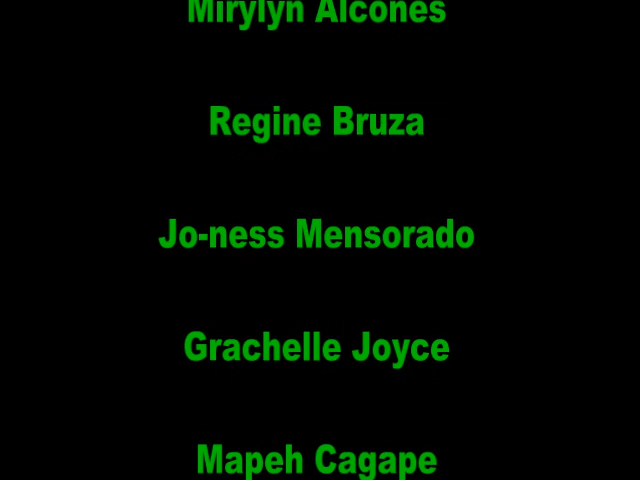 Mirylyn Alcones
Regine Bruza
Jo-ness Mensorado
Grachelle Joyce
Mapeh Cagape